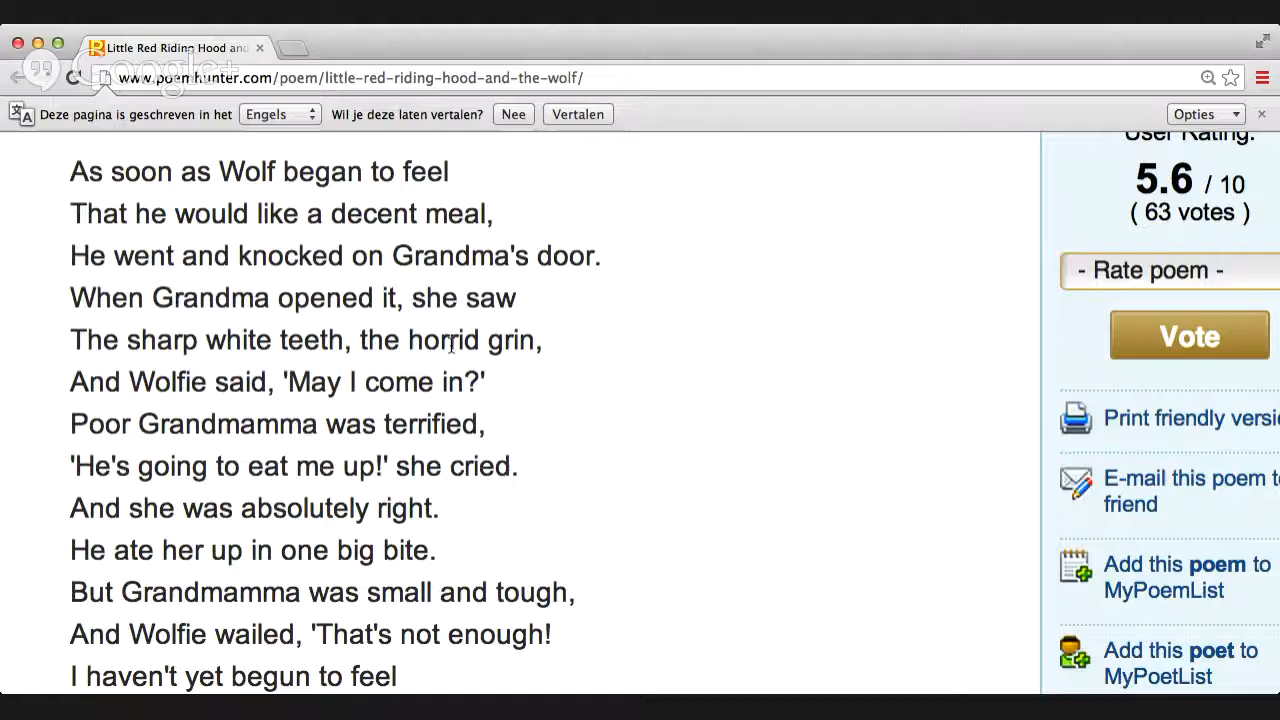 Little Red Riding Hood and
Google+
www.poemhunter.com/poem/little-red-riding-hood-and-the-wolf/
Deze pagina is geschreven in het Engels Wil je deze laten vertalen? Nee Vertalen Opties
As soon as Wolf began to feel
That he would like a decent meal,
He went and knocked on Grandma's door.
When Grandma opened it, she saw
The sharp white teeth, the horrid grin,
And Wolfie said, 'May I come in?'
Poor Grandmamma was terrified,
'He's going to eat me up!' she cried.
And she was absolutely right.
He ate her up in one big bite.
But Grandmamma was small and tough,
And Wolfie wailed, 'That's not enough!
I haven't yet begun to feel
User Rating:
5.6 / 10
( 63 votes )
- Rate poem -
Vote
Print friendly versi
E-mail this poem t
friend
Add this poem to
MyPoemList
Add this poet to
MyPoetList